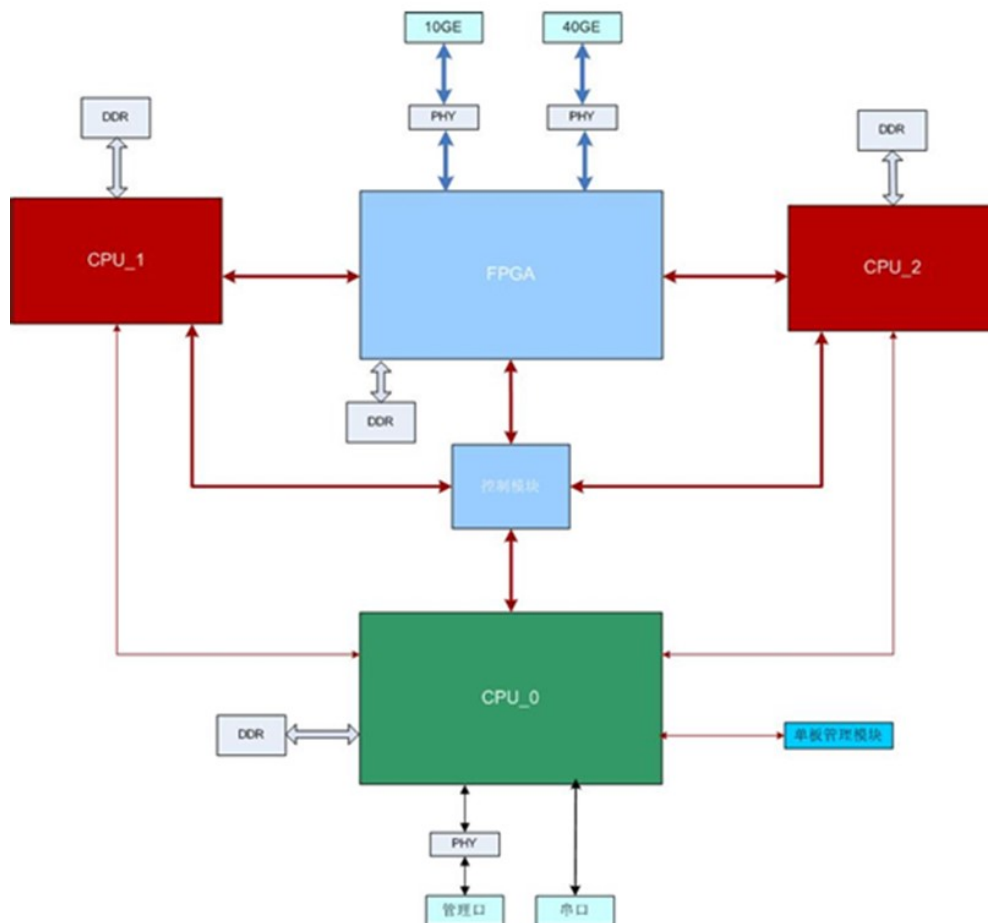 10GE
40GE
PHY
PHY
DDR
DDR
CPU_1
FPGA
CPU_2
DDR
控制模块
CPU_0
DDR
单板管理模块
PHY
管理口
串口